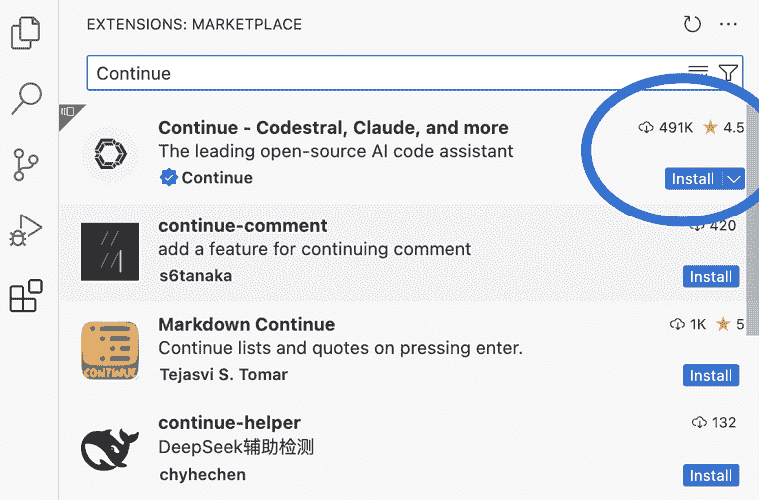 EXTENSIONS: MARKETPLACE
Continue
Continue - Codestral, Claude, and more
491K 4.5
The leading open-source AI code assistant
Continue
Install
continue-comment
420
add a feature for continuing comment
s6tanaka
Install
Markdown Continue
1K 5
Continue lists and quotes on pressing enter.
Tejasvi S. Tomar
Install
CONTINUE
continue-helper
132
DeepSeek辅助检测
chyhechen
Install